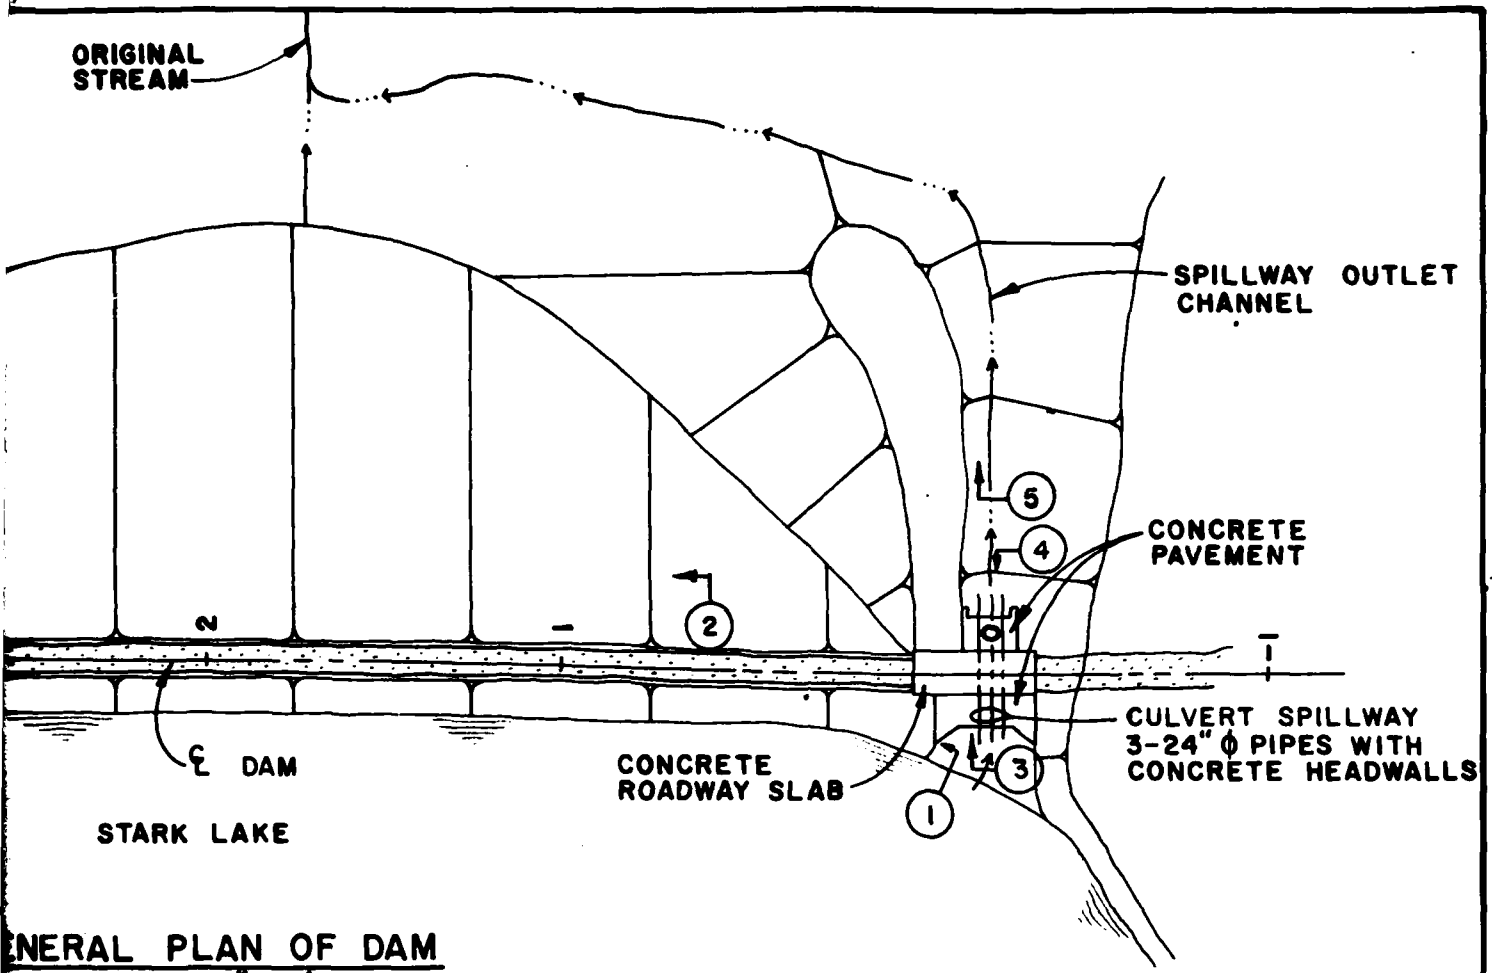 ORIGINAL
STREAM
SPILLWAY OUTLET
CHANNEL
5
4
CONCRETE
PAVEMENT
2
2
1
1
CULVERT SPILLWAY
3-24" ϕ PIPES WITH
CONCRETE HEADWALLS
℄ DAM
CONCRETE
ROADWAY SLAB
3
1
STARK LAKE
ENERAL PLAN OF DAM